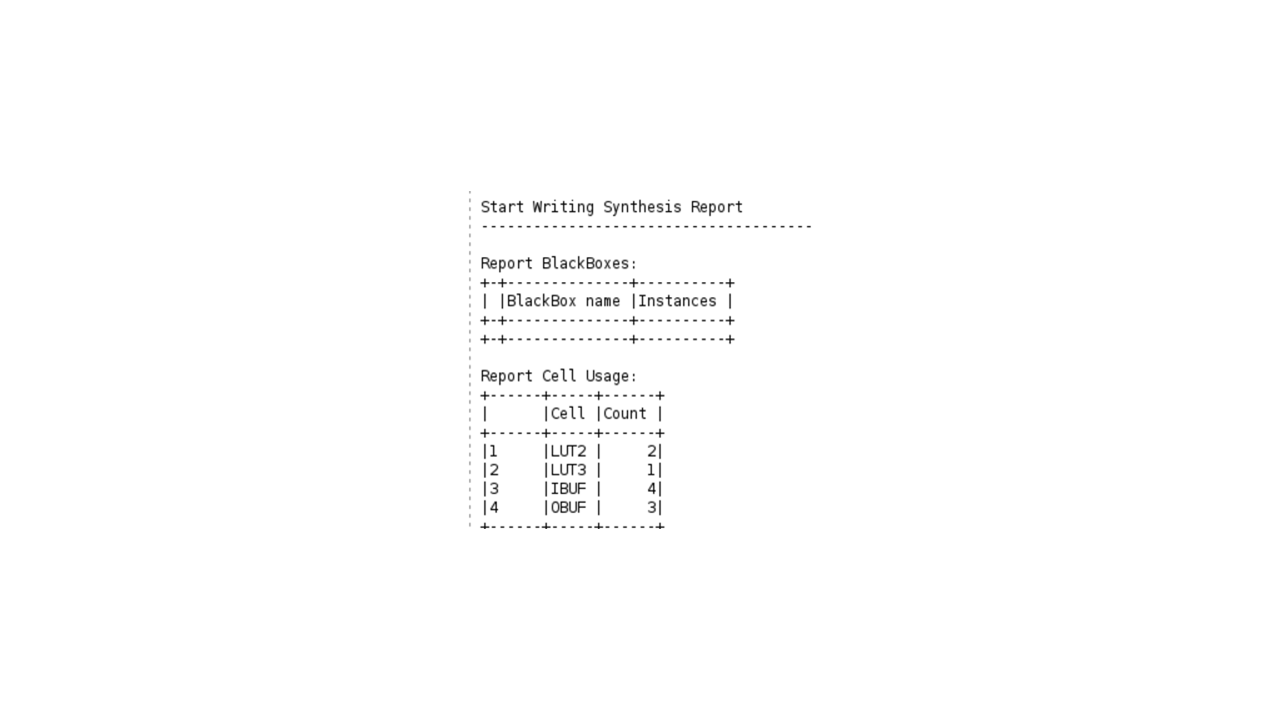 Start Writing Synthesis Report
--------------------------------------
Report BlackBoxes:
+-+--------------+----------+
| |BlackBox name |Instances |
+-+--------------+----------+
+-+--------------+----------+
Report Cell Usage:
+------+-----+------+
|      |Cell |Count |
+------+-----+------+
|1     |LUT2 |     2|
|2     |LUT3 |     1|
|3     |IBUF |     4|
|4     |OBUF |     3|
+------+-----+------+